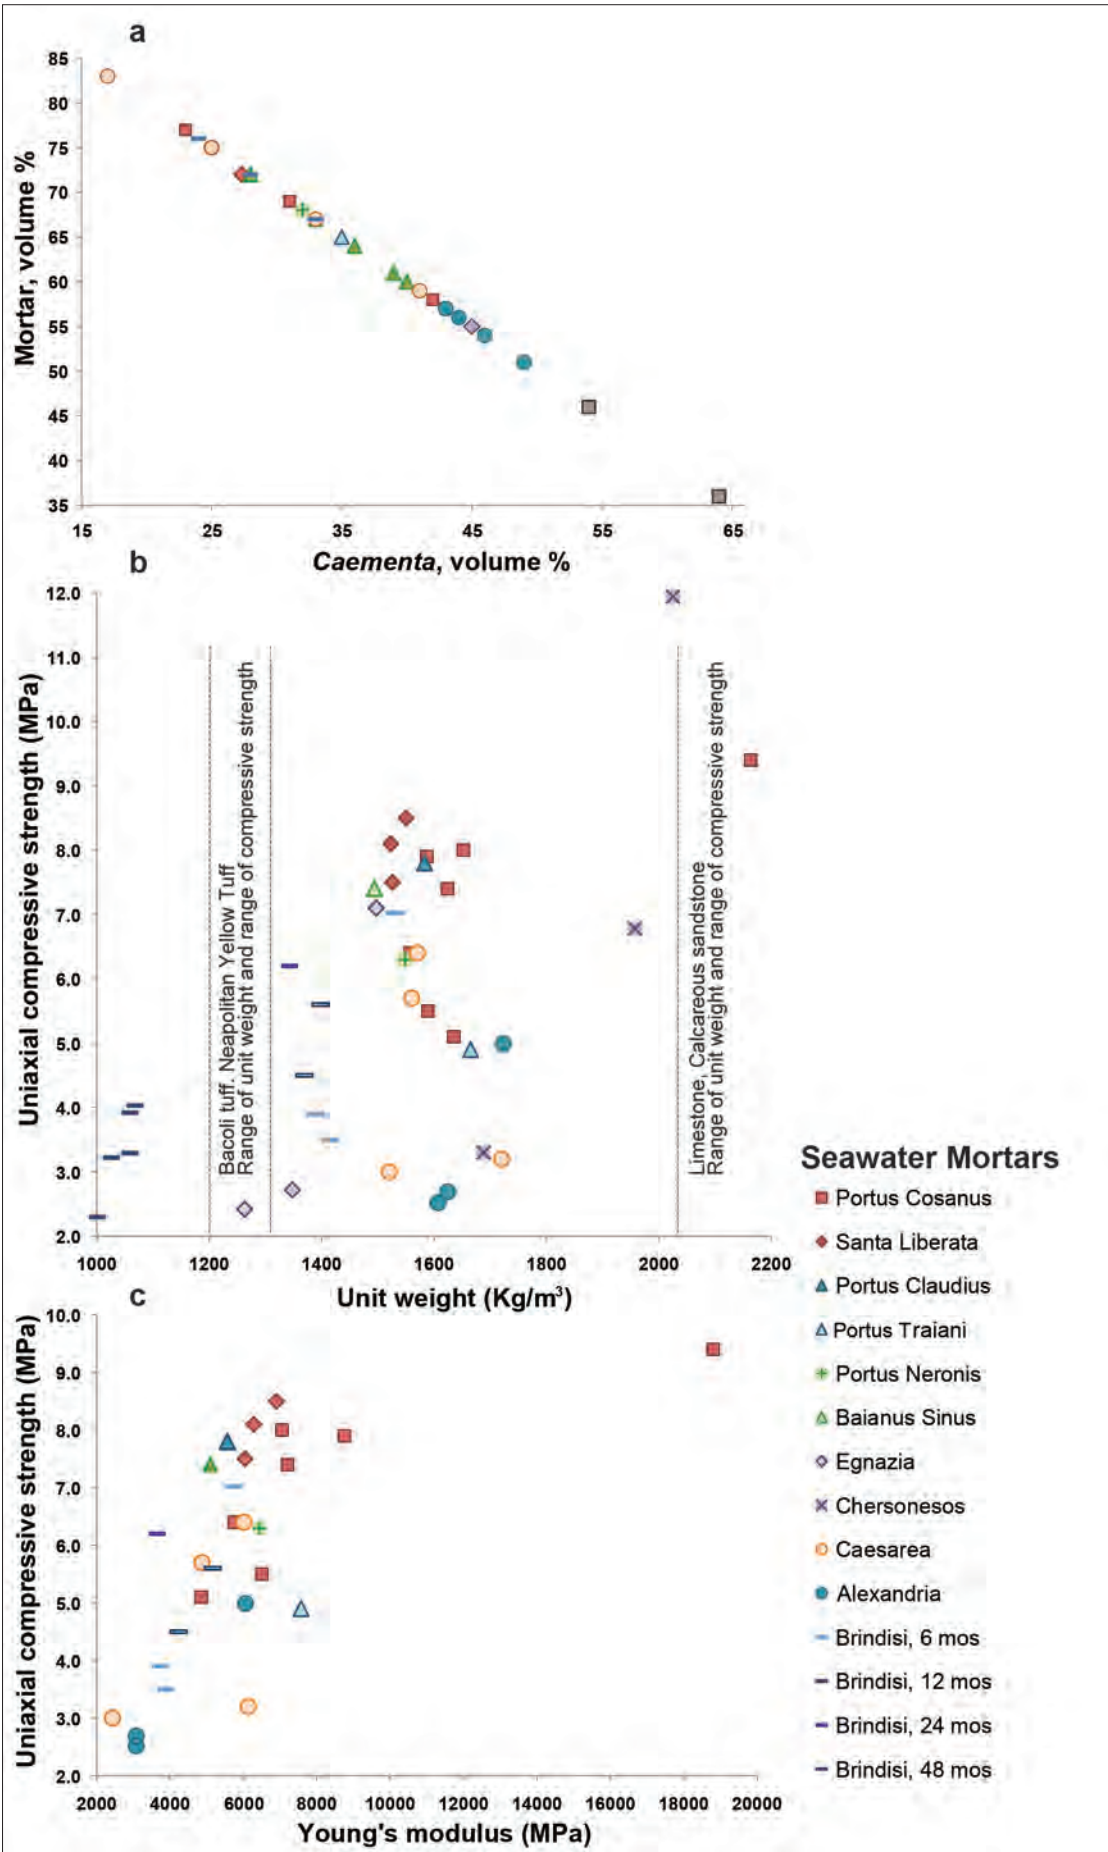 a
85
80
75
70
65
60
55
50
45
40
35
Mortar, volume %
15
25
35
45
55
65
Caementa, volume %
b
12.0
11.0
10.0
9.0
8.0
7.0
6.0
5.0
4.0
3.0
2.0
Uniaxial compressive strength (MPa)
Bacoli tuff. Neapolitan Yellow Tuff
Range of unit weight and range of compressive strength
Limestone, Calcareous sandstone
Range of unit weight and range of compressive strength
1000
1200
1400
1600
1800
2000
2200
Unit weight (Kg/m³)
c
10.0
9.0
8.0
7.0
6.0
5.0
4.0
3.0
2.0
Uniaxial compressive strength (MPa)
2000
4000
6000
8000
10000
12000
14000
16000
18000
20000
Young's modulus (MPa)
Seawater Mortars
Portus Cosanus
Santa Liberata
Portus Claudius
Portus Traiani
Portus Neronis
Baianus Sinus
Egnazia
Chersonesos
Caesarea
Alexandria
Brindisi, 6 mos
Brindisi, 12 mos
Brindisi, 24 mos
Brindisi, 48 mos